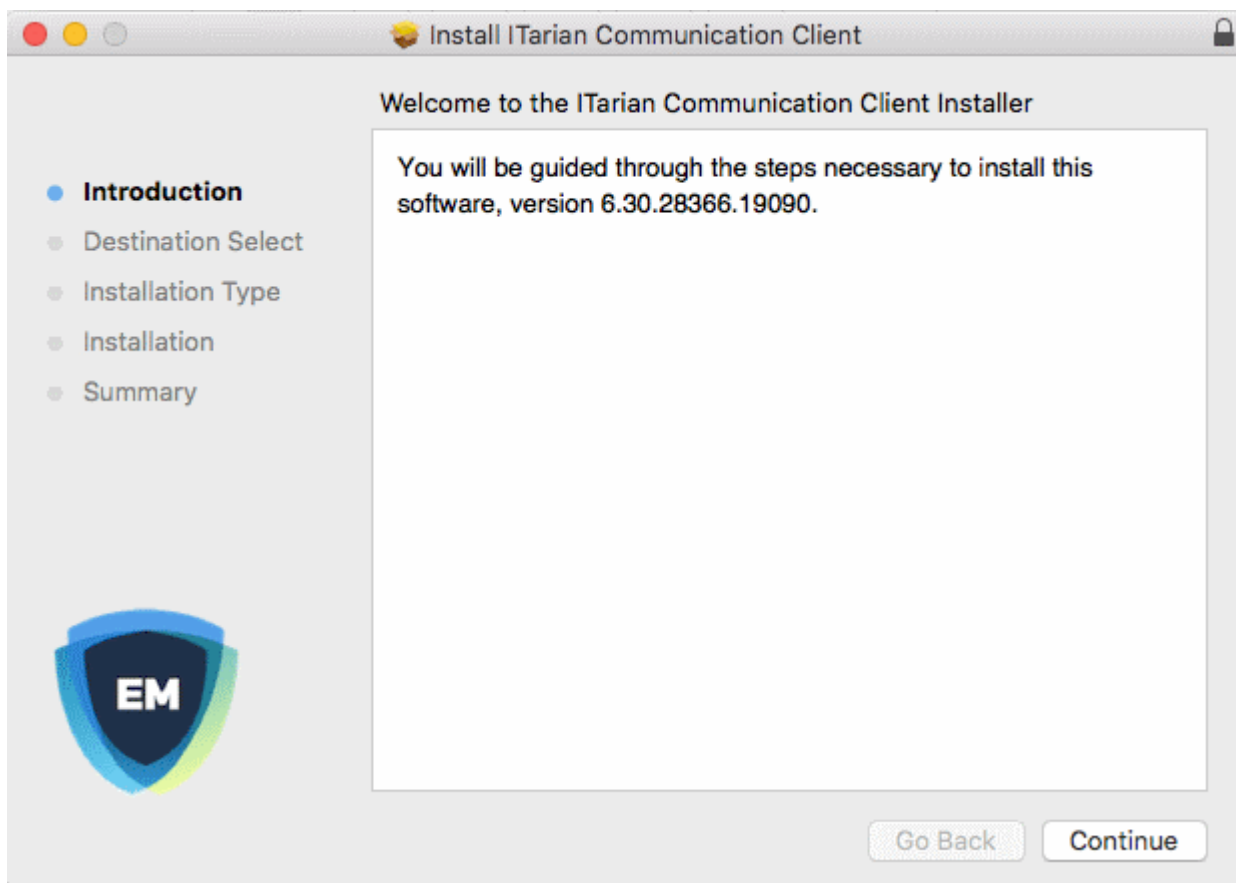 Install ITarian Communication Client
Welcome to the ITarian Communication Client Installer
Introduction
Destination Select
Installation Type
Installation
Summary
You will be guided through the steps necessary to install this
software, version 6.30.28366.19090.
EM
Go Back
Continue